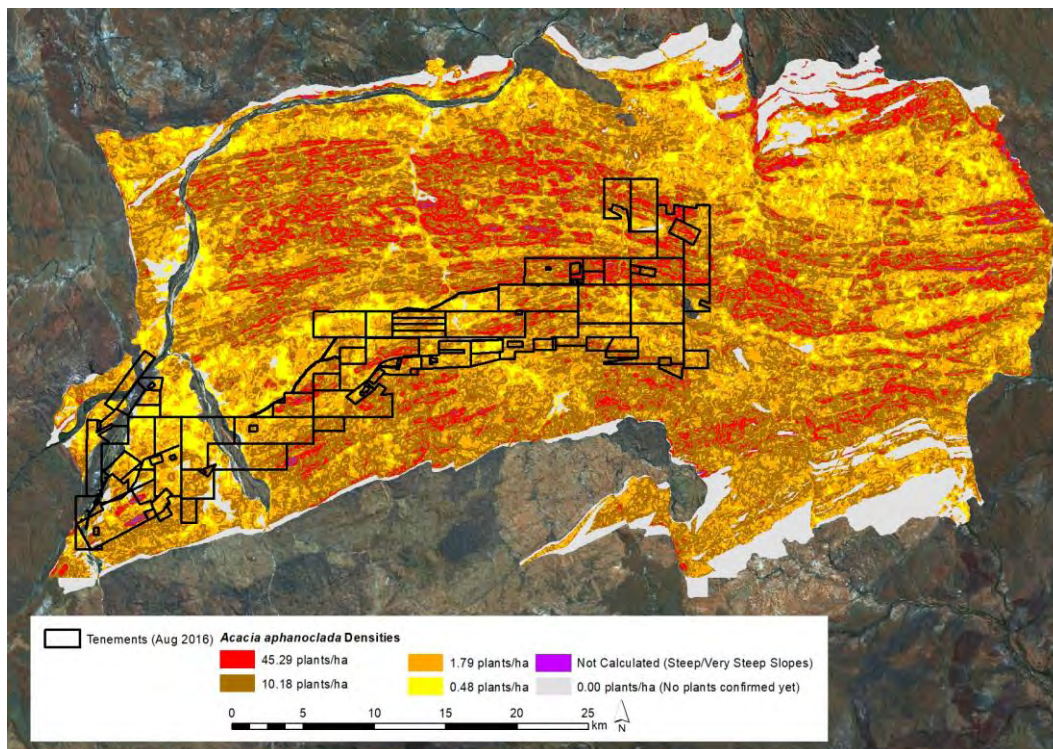 Tenements (Aug 2016)
Acacia aphanoclada Densities
45.29 plants/ha
10.18 plants/ha
1.79 plants/ha
0.48 plants/ha
Not Calculated (Steep/Very Steep Slopes)
0.00 plants/ha (No plants confirmed yet)
0 5 10 15 20 25
km
N